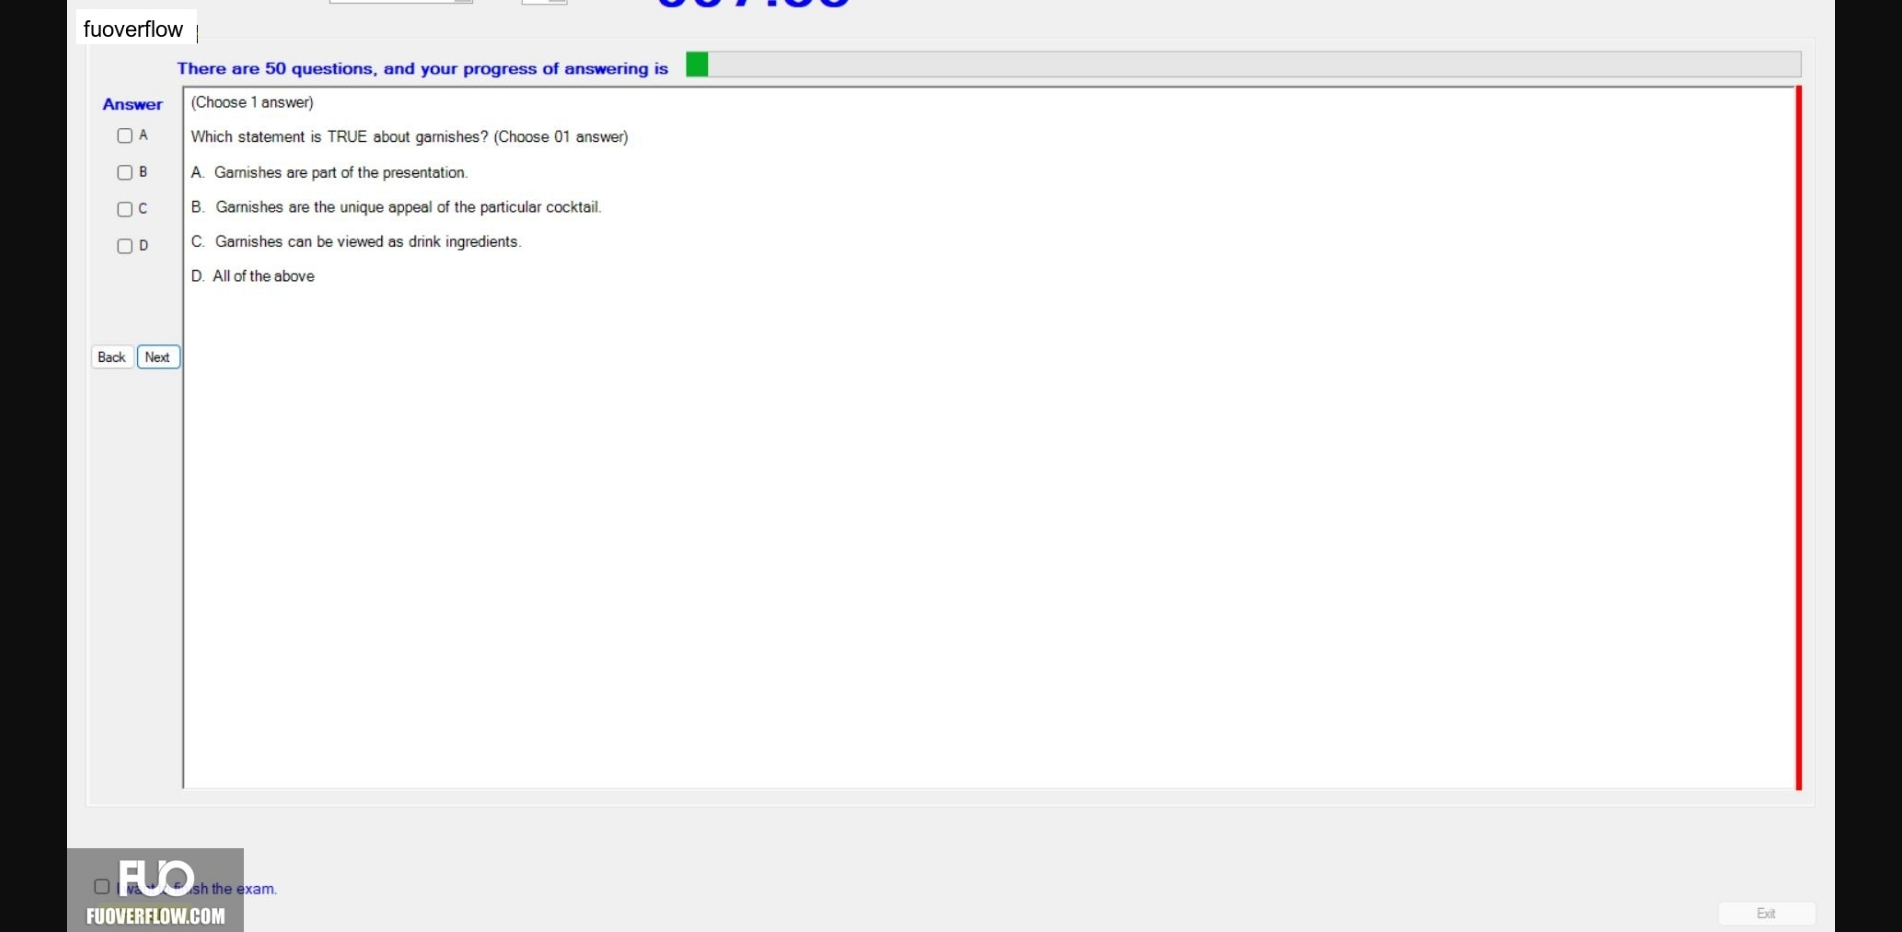 fuoverflow
There are 50 questions, and your progress of answering is
Answer
(Choose 1 answer)
A
Which statement is TRUE about garnishes? (Choose 01 answer)
B
A. Garnishes are part of the presentation.
C
B. Garnishes are the unique appeal of the particular cocktail.
D
C. Garnishes can be viewed as drink ingredients.
D. All of the above
Back Next
FUO
I want finish the exam.
FUOVERFLOW.COM
Exit